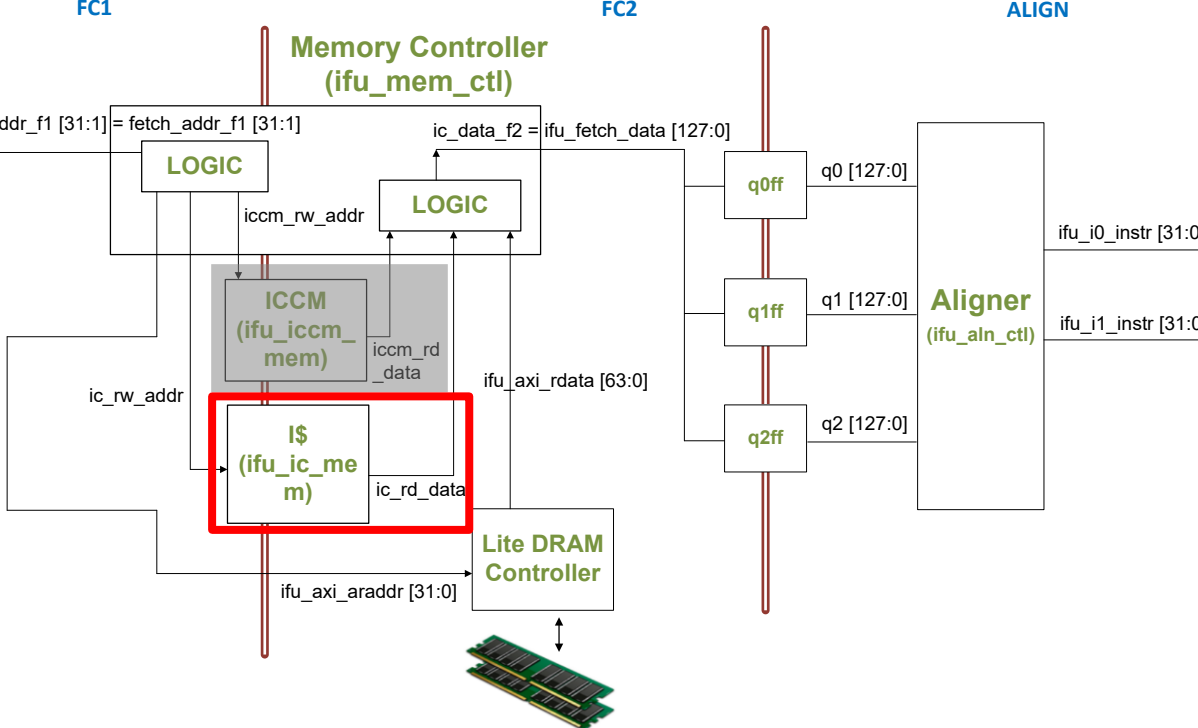 FC1
FC2
ALIGN
Memory Controller
(ifu_mem_ctl)
ddr_f1 [31:1] = fetch_addr_f1 [31:1]
ic_data_f2 = ifu_fetch_data [127:0]
LOGIC
LOGIC
iccm_rw_addr
q0ff
q0 [127:0]
ifu_i0_instr [31:0
ICCM
(ifu_iccm_
mem)
iccm_rd
_data
q1ff
q1 [127:0]
Aligner
(ifu_aln_ctl)
ifu_i1_instr [31:0
ic_rw_addr
ifu_axi_rdata [63:0]
I$
(ifu_ic_me
m)
ic_rd_data
q2ff
q2 [127:0]
Lite DRAM
Controller
ifu_axi_araddr [31:0]